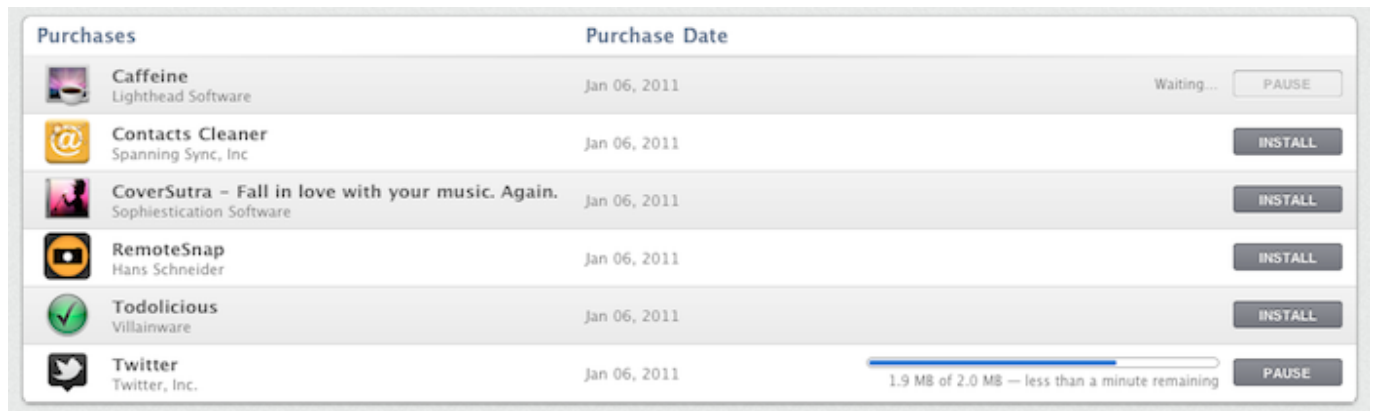 Purchases Purchase Date
Caffeine
Lighthead Software
Jan 06, 2011
Waiting...
PAUSE
Contacts Cleaner
Spanning Sync, Inc
Jan 06, 2011
INSTALL
CoverSutra – Fall in love with your music. Again.
Sophiestication Software
Jan 06, 2011
INSTALL
RemoteSnap
Hans Schneider
Jan 06, 2011
INSTALL
Todolicious
Villainware
Jan 06, 2011
INSTALL
Twitter
Twitter, Inc.
Jan 06, 2011
1.9 MB of 2.0 MB — less than a minute remaining
PAUSE